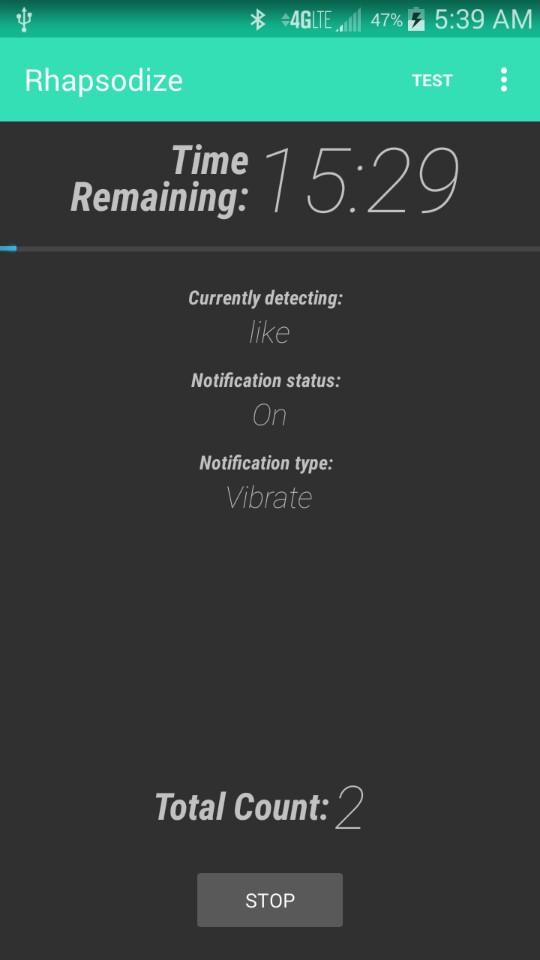 4G LTE 47% 5:39 AM
Rhapsodize TEST
Time
Remaining: 15:29
Currently detecting:
like
Notification status:
On
Notification type:
Vibrate
Total Count: 2
STOP